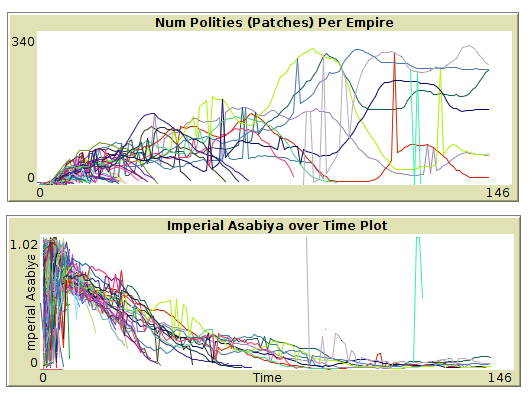 Num Polities (Patches) Per Empire
340
0
0
146
Imperial Asabiya over Time Plot
1.02
Imperial Asabiya
0
0
Time
146